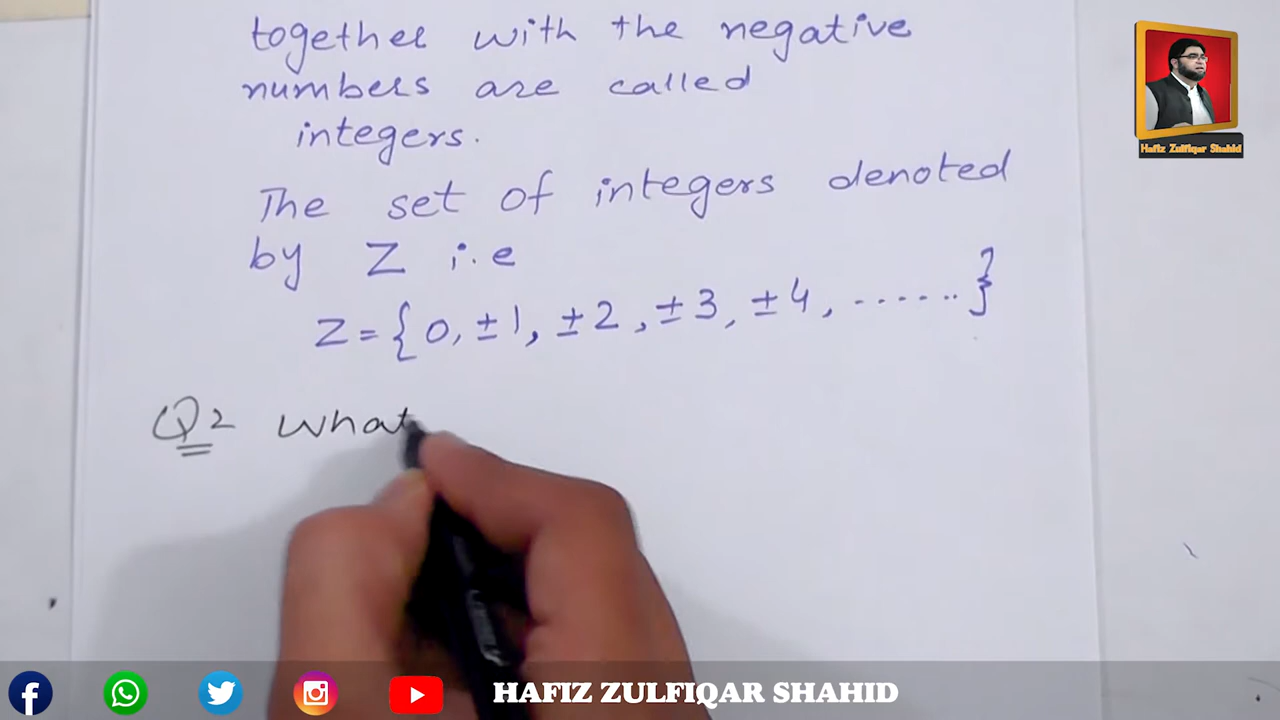 together with the negative
numbers are called
integers.
The set of integers denoted
by Z i.e
Z = {0, ±1, ±2, ±3, ±4, ......}
Q2 What
Hafiz Zulfiqar Shahid
HAFIZ ZULFIQAR SHAHID